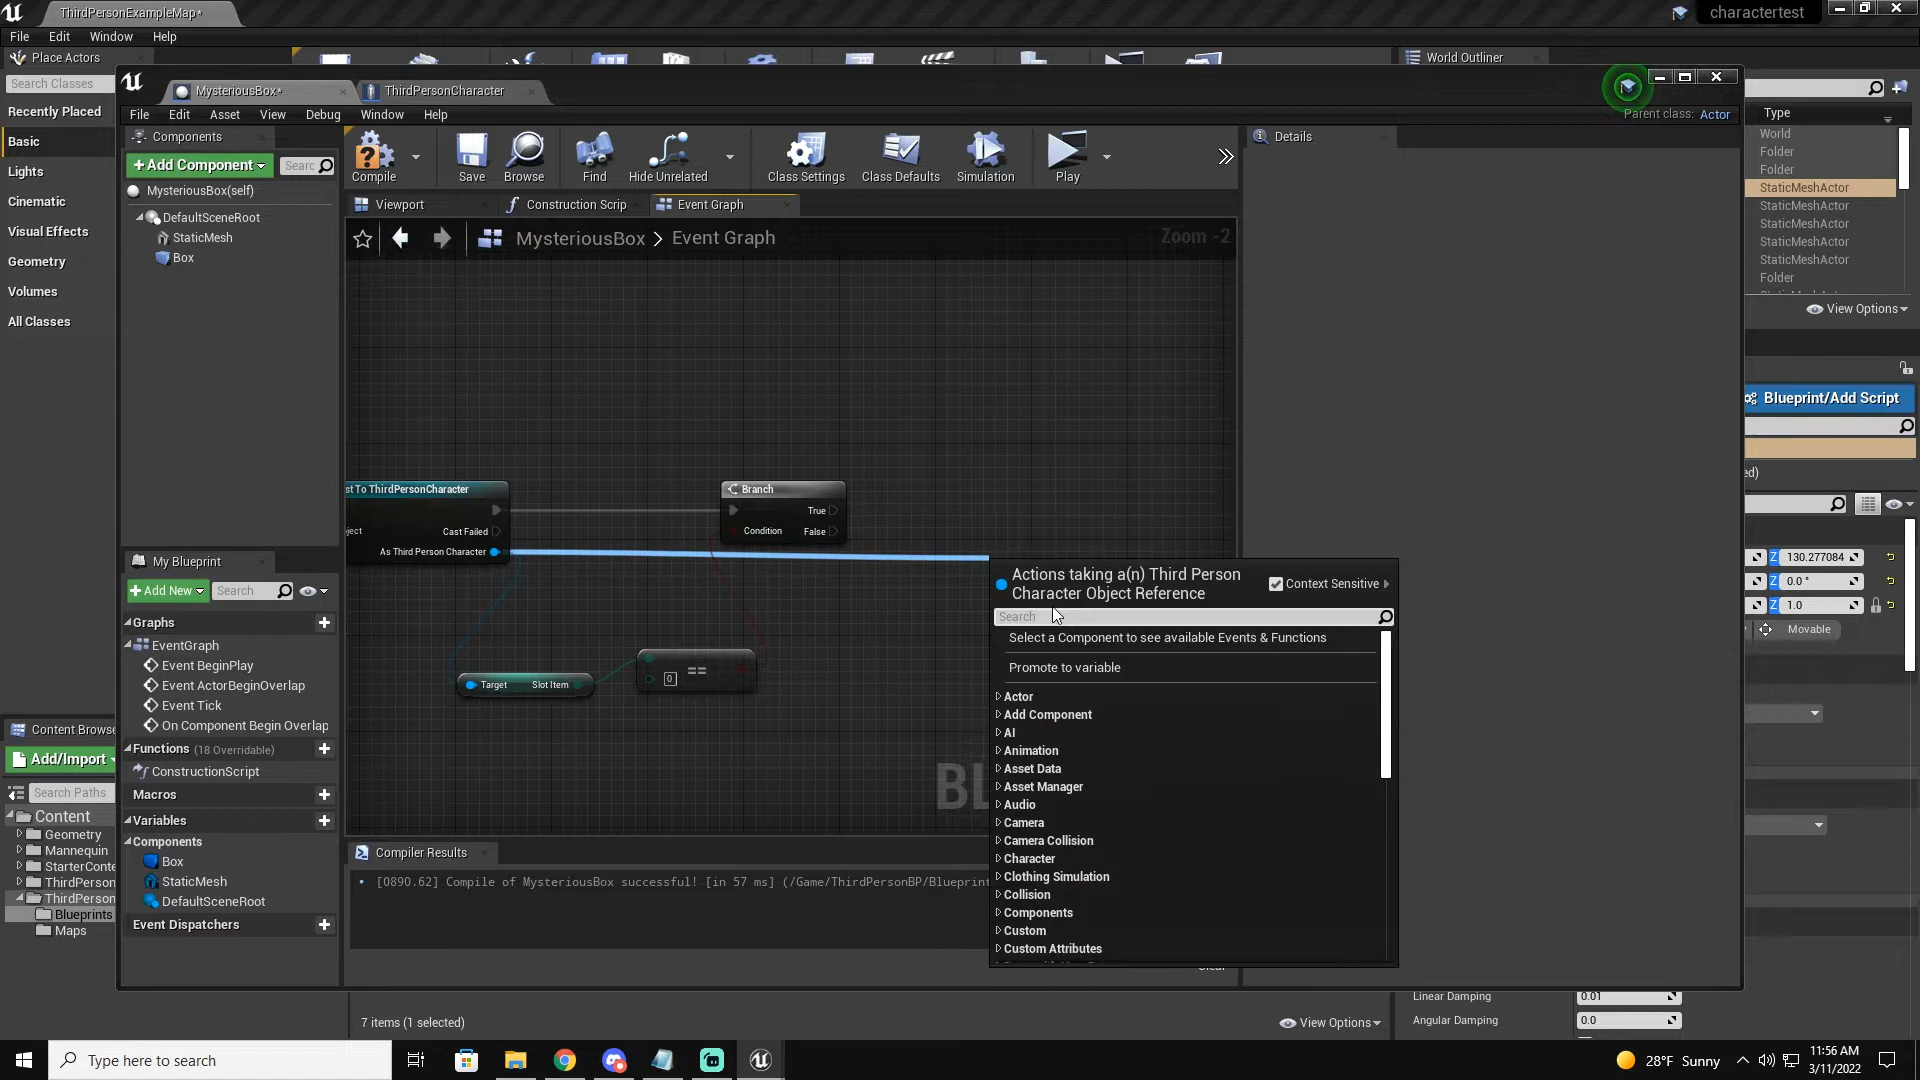 ThirdPersonExampleMap*
charactertest
File Edit Window Help
Place Actors
World Outliner
Search Classes
Recently Placed
Basic
Lights
Cinematic
Visual Effects
Geometry
Volumes
All Classes
MysteriousBox*
ThirdPersonCharacter
File Edit Asset View Window Debug Window Help
Parent class: Actor
Components
+Add Component
Searc
MysteriousBox(self)
DefaultSceneRoot
StaticMesh
Box
Compile
Save
Browse
Find
Hide Unrelated
Class Settings
Class Defaults
Simulation
Play
Details
Viewport
Construction Scrip
Event Graph
MysteriousBox > Event Graph
Zoom -2
st To ThirdPersonCharacter
Cast Failed
bject
As Third Person Character
Branch
True
Condition
False
Target
Slot Item
0
==
BL
Actions taking a(n) Third Person
Character Object Reference
Context Sensitive
Search
Select a Component to see available Events & Functions
Promote to variable
Actor
Add Component
AI
Animation
Asset Data
Asset Manager
Audio
Camera
Camera Collision
Character
Clothing Simulation
Collision
Components
Custom
Custom Attributes
My Blueprint
+Add New
Search
Graphs
EventGraph
Event BeginPlay
Event ActorBeginOverlap
Event Tick
On Component Begin Overlap
Functions (18 Overridable)
ConstructionScript
Macros
Variables
Components
Box
StaticMesh
DefaultSceneRoot
Event Dispatchers
Compiler Results
[0890.62] Compile of MysteriousBox successful! [in 57 ms] (/Game/ThirdPersonBP/Blueprint
Clear
Type
World
Folder
Folder
StaticMeshActor
StaticMeshActor
StaticMeshActor
StaticMeshActor
StaticMeshActor
Folder
View Options
Blueprint/Add Script
ed)
Z 130.277084
Z 0.0 °
Z 1.0
Movable
Linear Damping 0.01
Angular Damping 0.0
Content Browse
Add/Import
Search Paths
Content
Geometry
Mannequin
StarterConte
ThirdPerson
ThirdPerson
Blueprints
Maps
7 items (1 selected)
View Options
Type here to search
28°F Sunny
11:56 AM
3/11/2022